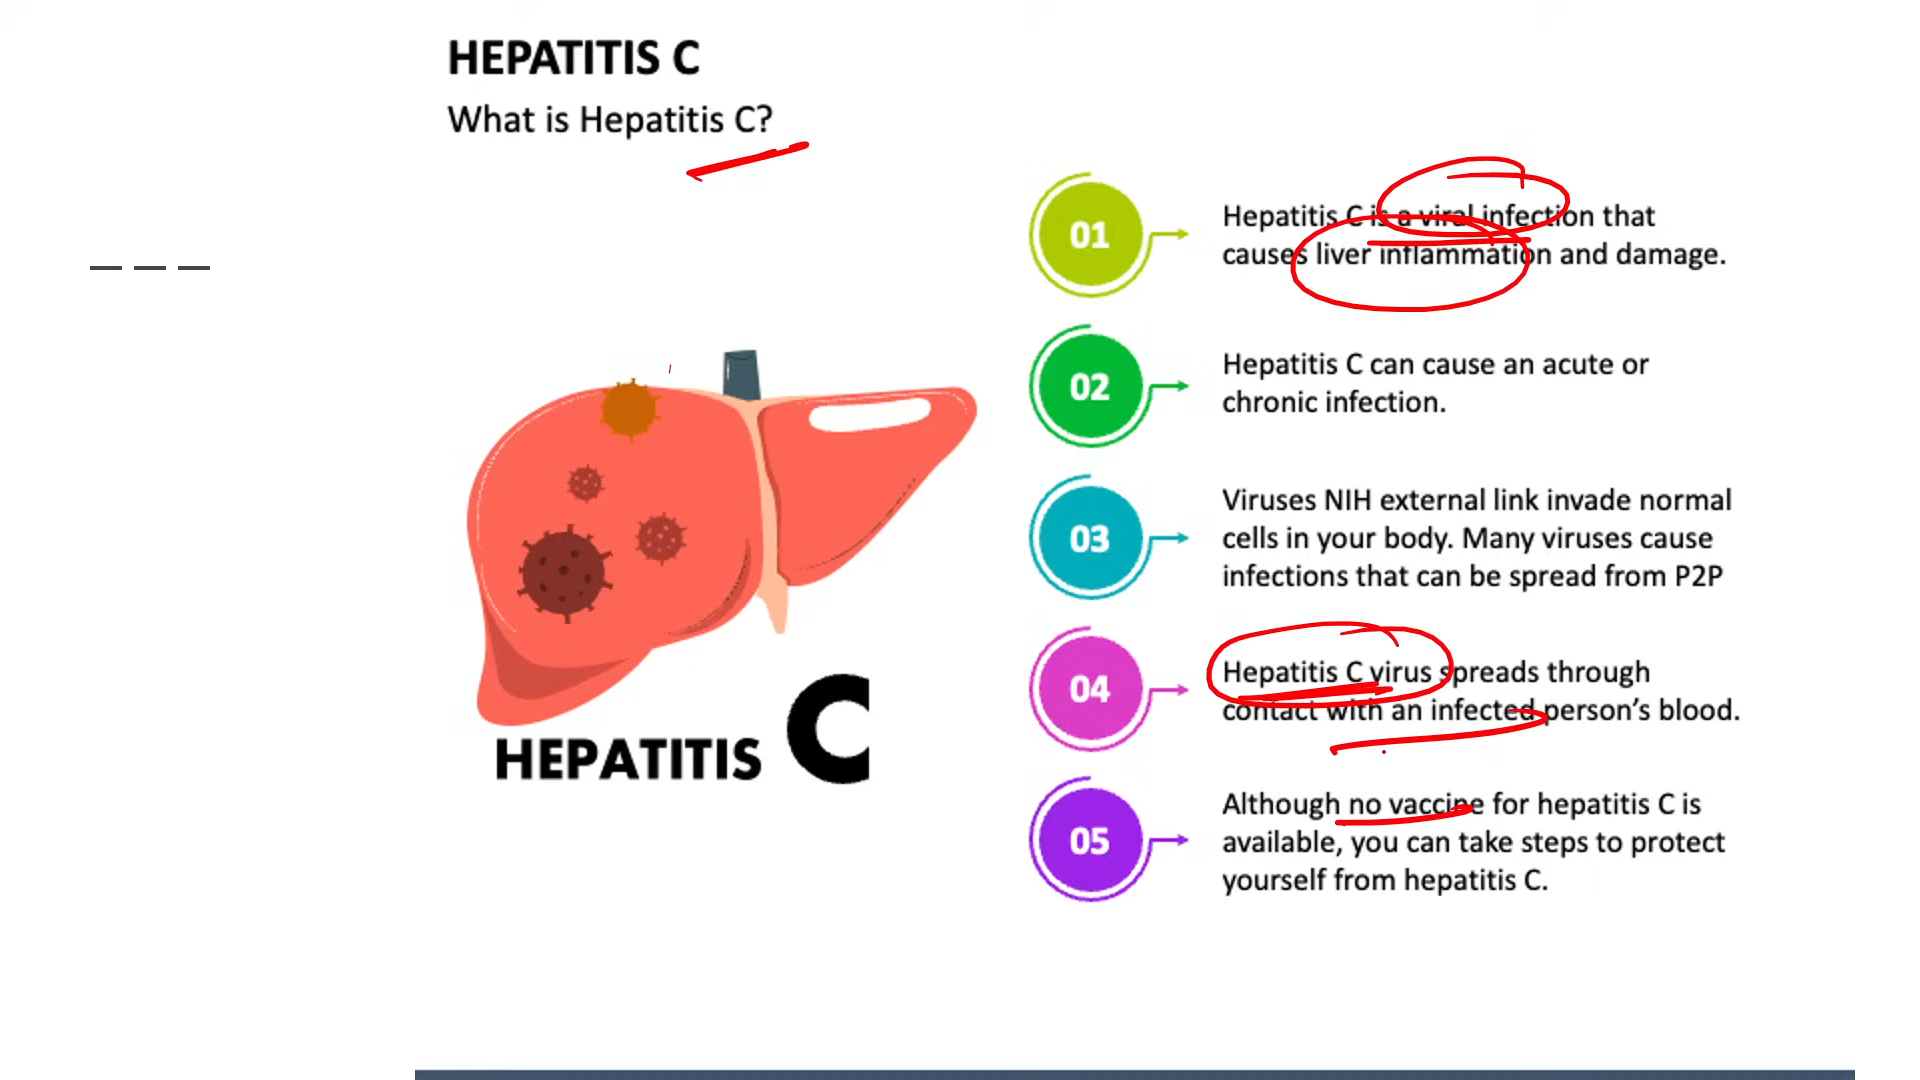 HEPATITIS C
What is Hepatitis C?
01
Hepatitis C is a viral infection that
causes liver inflammation and damage.
02
Hepatitis C can cause an acute or
chronic infection.
03
Viruses NIH external link invade normal
cells in your body. Many viruses cause
infections that can be spread from P2P
04
Hepatitis C virus spreads through
contact with an infected person’s blood.
05
Although no vaccine for hepatitis C is
available, you can take steps to protect
yourself from hepatitis C.
HEPATITIS C